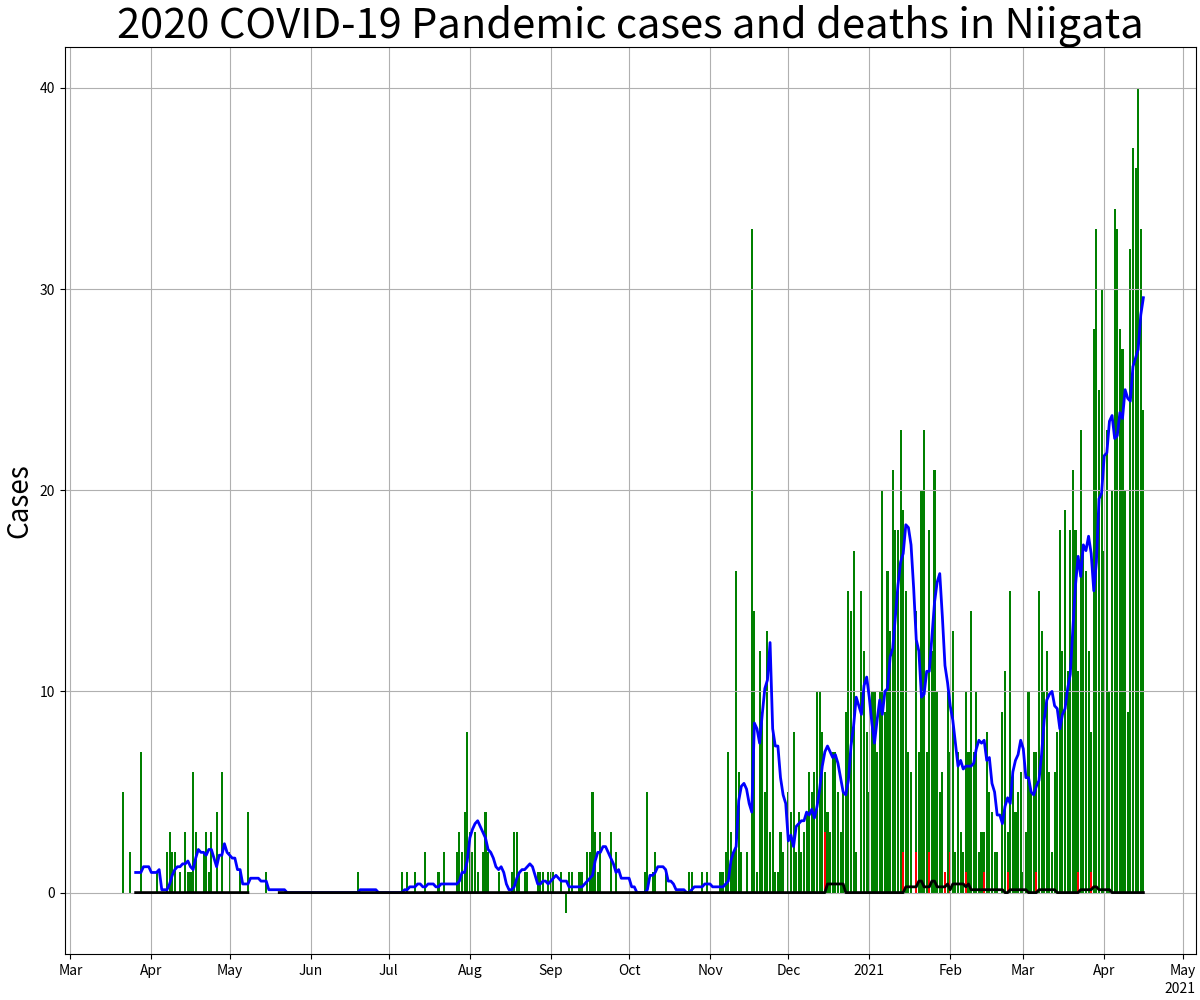 2020 COVID-19 Pandemic cases and deaths in Niigata
Cases
40
30
20
10
0
Mar Apr May Jun Jul Aug Sep Oct Nov Dec 2021 Feb Mar Apr May
2021